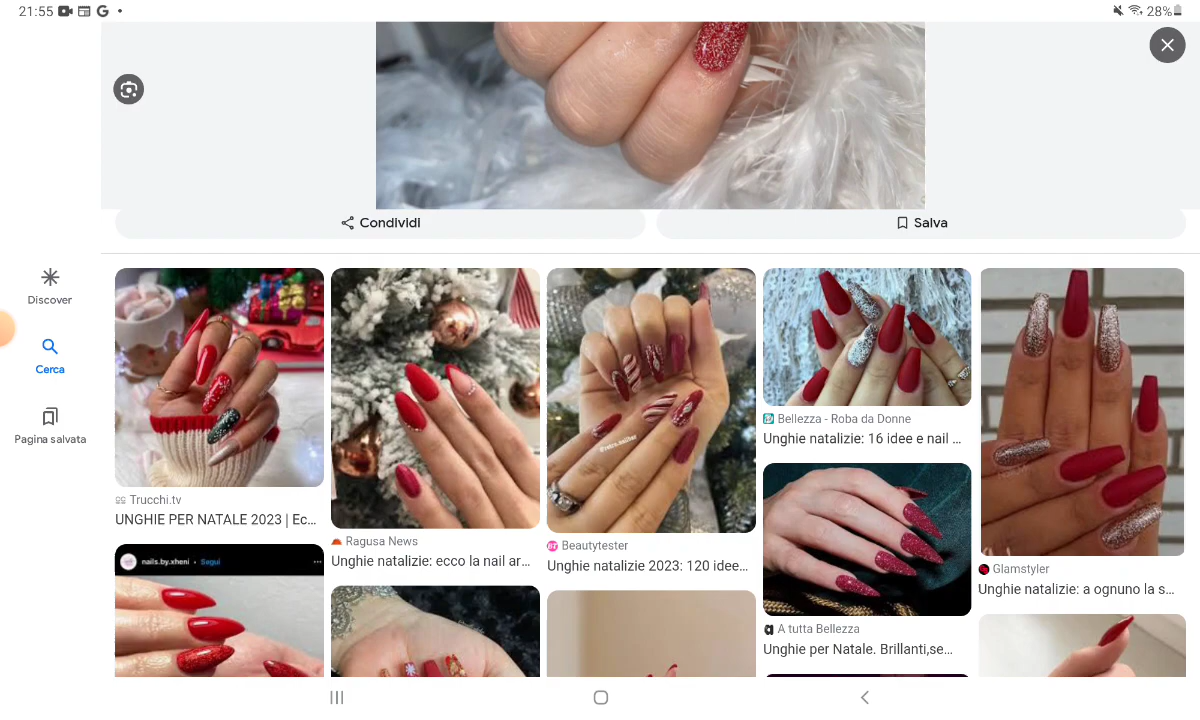 21:55
28%
Condividi
Salva
Discover
Cerca
Pagina salvata
Trucchi.tv
UNGHIE PER NATALE 2023 | Ec...
Ragusa News
Unghie natalizie: ecco la nail ar...
Beautytester
Unghie natalizie 2023: 120 idee...
Bellezza - Roba da Donne
Unghie natalizie: 16 idee e nail ...
A tutta Bellezza
Unghie per Natale. Brillanti,se...
Glamstyler
Unghie natalizie: a ognuno la s...
nails.by.xheni • Segui